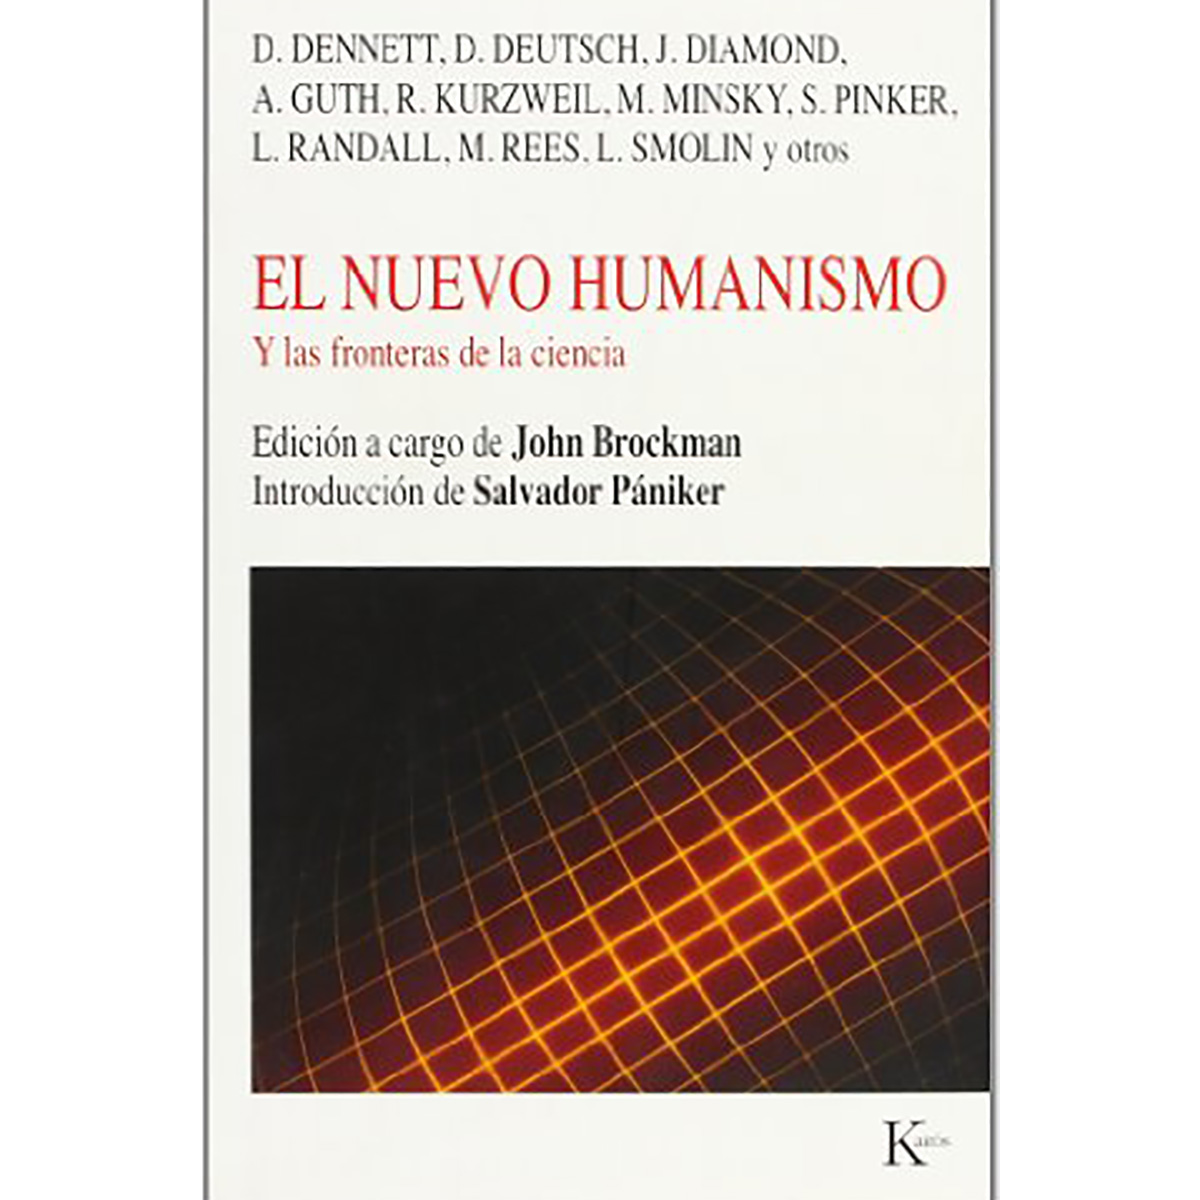 D. DENNETT, D. DEUTSCH, J. DIAMOND,
A. GUTH, R. KURZWEIL, M. MINSKY, S. PINKER,
L. RANDALL, M. REES, L. SMOLIN y otros
EL NUEVO HUMANISMO
Y las fronteras de la ciencia
Edición a cargo de John Brockman
Introducción de Salvador Pániker
Kairós